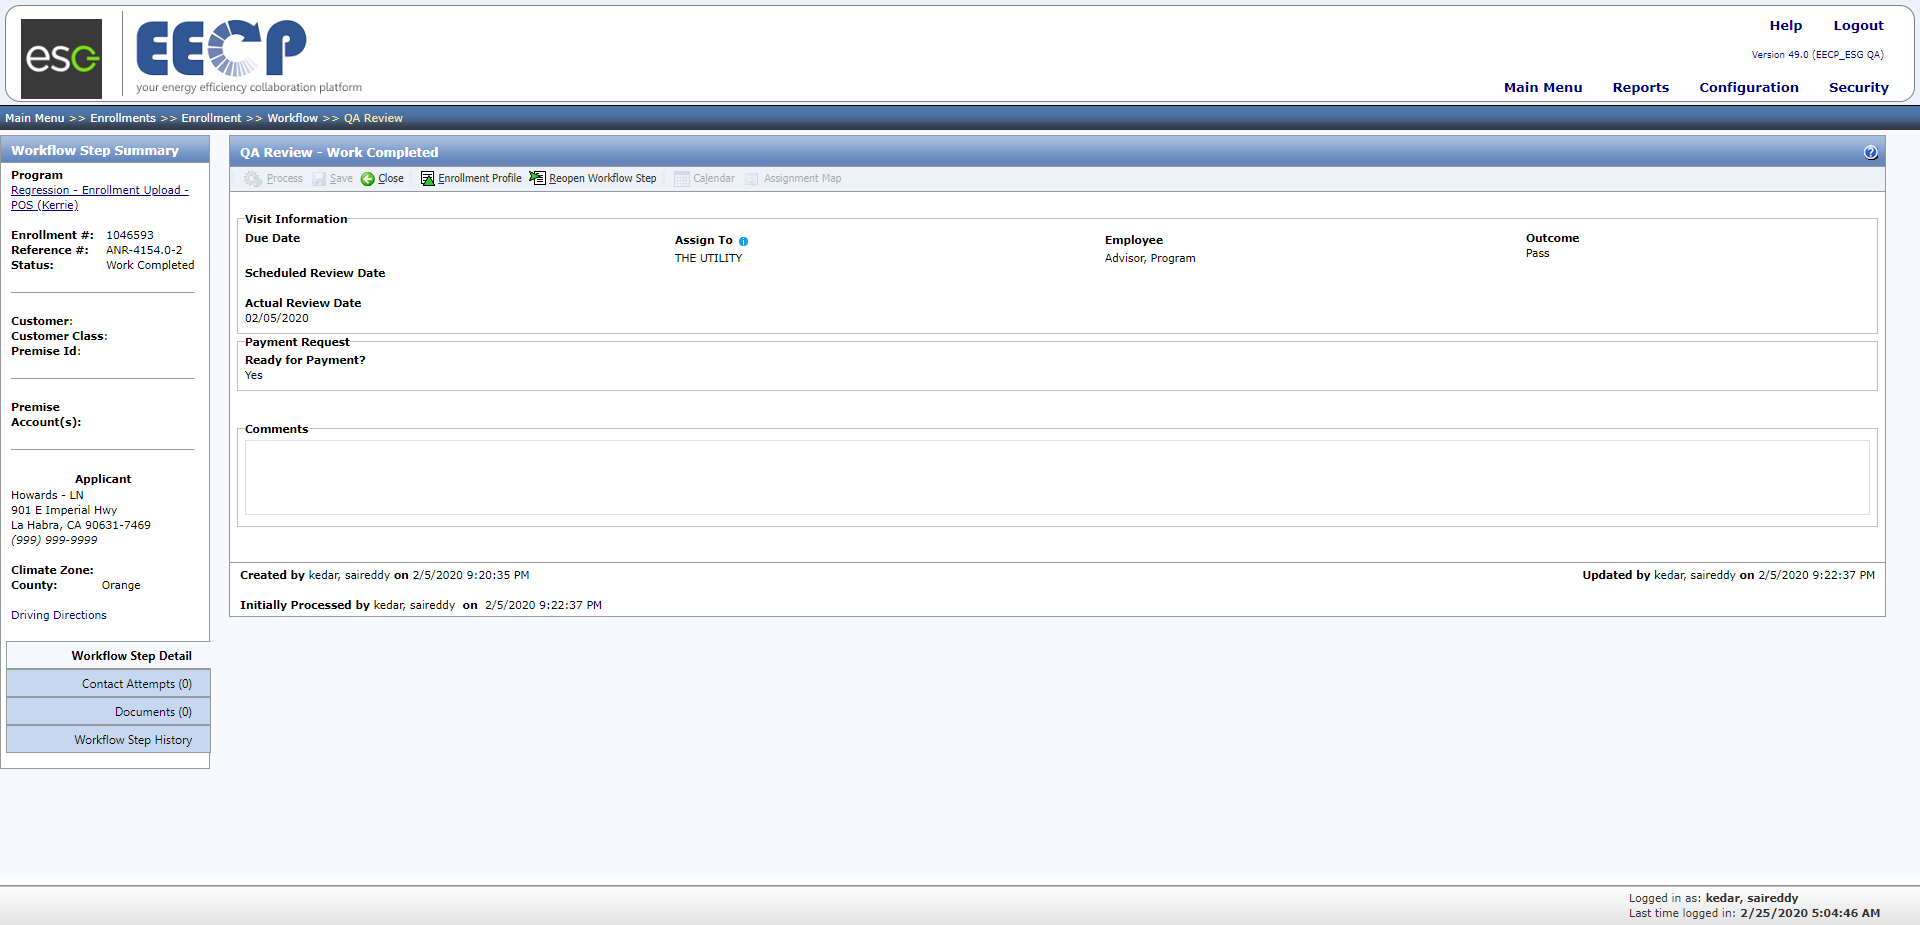 Help Logout
esg
EECP
your energy efficiency collaboration platform
Version 49.0 (EECP_ESG QA)
Main Menu Reports Configuration Security
Main Menu >> Enrollments >> Enrollment >> Workflow >> QA Review
Workflow Step Summary
Program
Regression - Enrollment Upload -
POS (Kerrie)
Enrollment #: 1046593
Reference #: ANR-4154.0-2
Status: Work Completed
Customer:
Customer Class:
Premise Id:
Premise
Account(s):
Applicant
Howards - LN
901 E Imperial Hwy
La Habra, CA 90631-7469
(999) 999-9999
Climate Zone:
County: Orange
Driving Directions
Workflow Step Detail
Contact Attempts (0)
Documents (0)
Workflow Step History
QA Review - Work Completed
Process Save Close Enrollment Profile Reopen Workflow Step Calendar Assignment Map
Visit Information
Due Date
Assign To
THE UTILITY
Employee
Advisor, Program
Outcome
Pass
Scheduled Review Date
Actual Review Date
02/05/2020
Payment Request
Ready for Payment?
Yes
Comments
Created by kedar, saireddy on 2/5/2020 9:20:35 PM
Updated by kedar, saireddy on 2/5/2020 9:22:37 PM
Initially Processed by kedar, saireddy on 2/5/2020 9:22:37 PM
Logged in as: kedar, saireddy
Last time logged in: 2/25/2020 5:04:46 AM